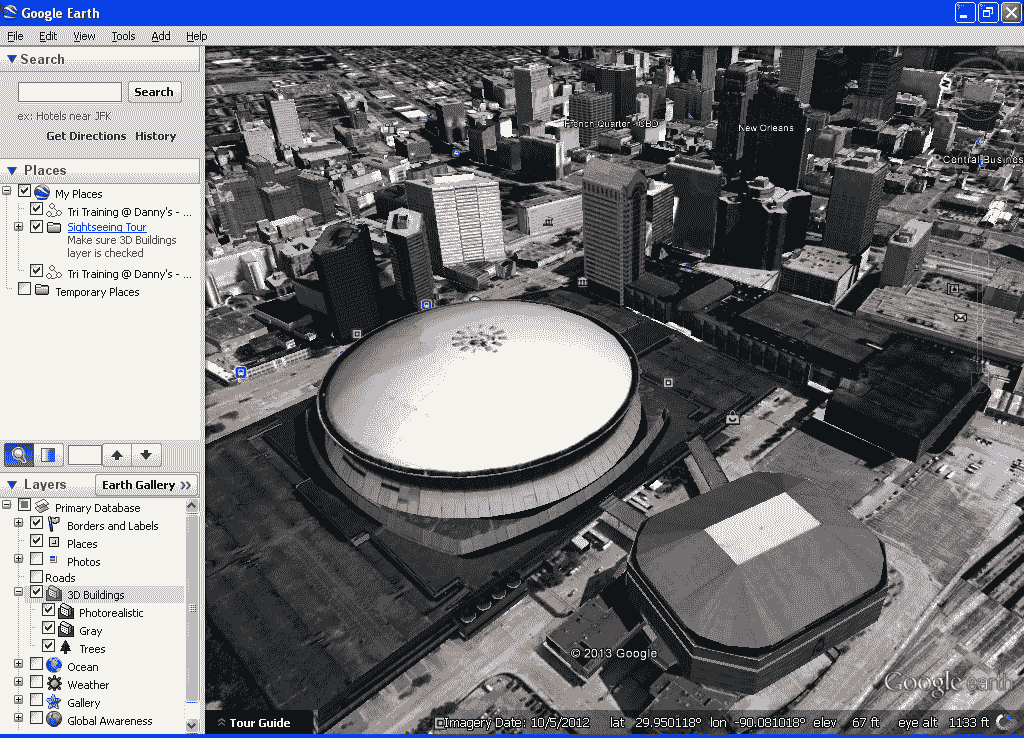 Google Earth
File Edit View Tools Add Help
Search
Search
ex: Hotels near JFK
Get Directions History
Places
My Places
Tri Training @ Danny's - ...
Sightseeing Tour
Make sure 3D Buildings
layer is checked
Tri Training @ Danny's - ...
Temporary Places
Layers
Earth Gallery >>
Primary Database
Borders and Labels
Places
Photos
Roads
3D Buildings
Photorealistic
Gray
Trees
Ocean
Weather
Gallery
Global Awareness
French Quarter - CBD
New Orleans
Central Busines
© 2013 Google
Google earth
Tour Guide
Imagery Date: 10/5/2012 lat 29.950118° lon -90.081018° elev 67 ft eye alt 1133 ft